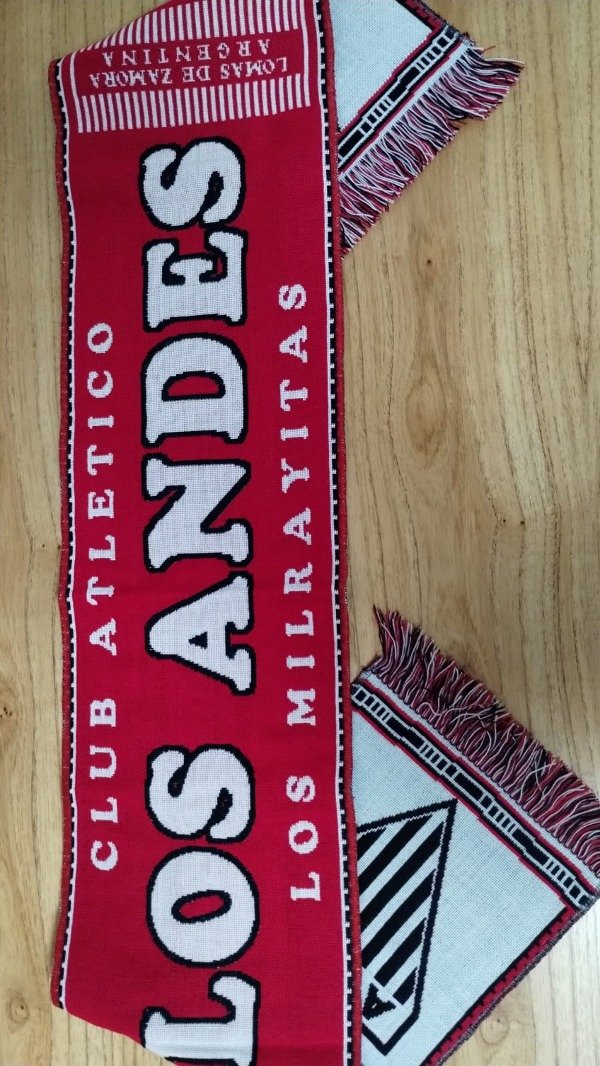 CLUB ATLETICO
LOS ANDES
LOS MILRAYITAS
LOMAS DE ZAMORA
ARGENTINA